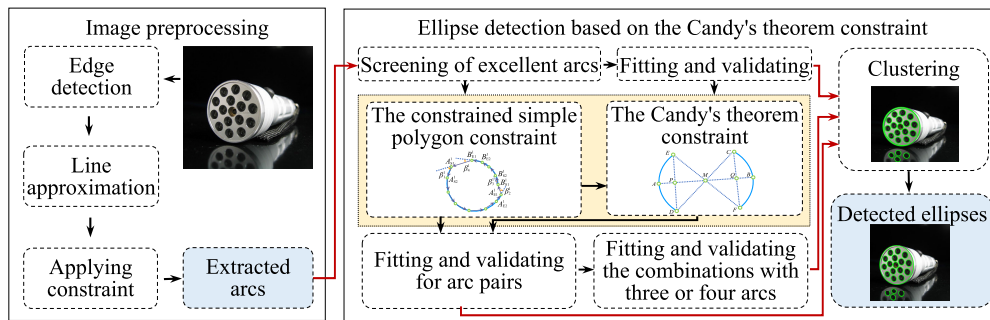 Image preprocessing
Edge
detection
Line
approximation
Applying
constraint
Extracted
arcs
Ellipse detection based on the Candy's theorem constraint
Screening of excellent arcs
Fitting and validating
The constrained simple
polygon constraint
The Candy's theorem
constraint
E
C
A
P
M
Q
B
D
F
Fitting and validating
for arc pairs
Fitting and validating
the combinations with
three or four arcs
Clustering
Detected ellipses